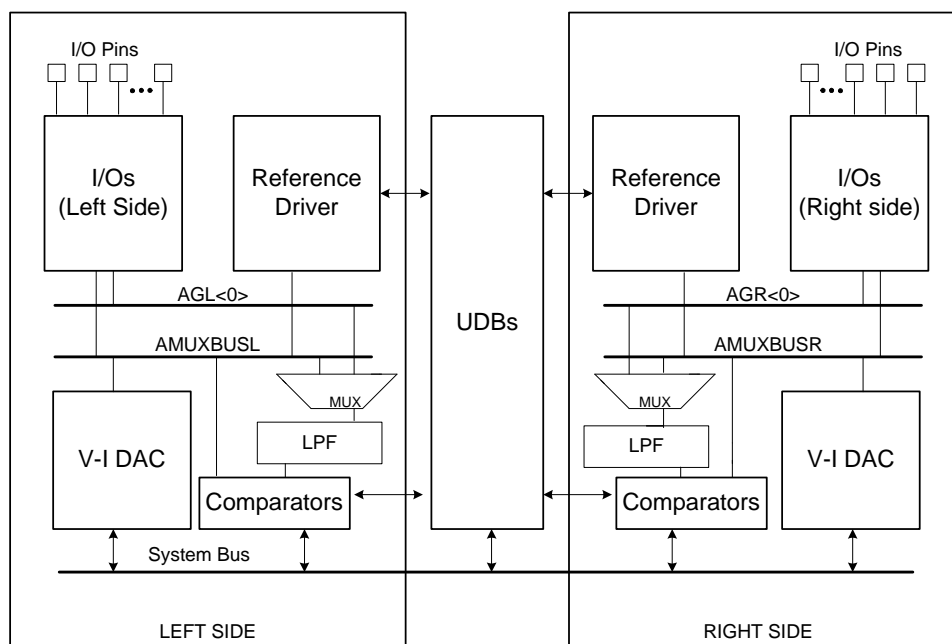 I/O Pins
I/O Pins
I/Os
(Left Side)
Reference
Driver
UDBs
Reference
Driver
I/Os
(Right side)
AGL<0>
AGR<0>
AMUXBUSL
AMUXBUSR
MUX
MUX
LPF
LPF
V-I DAC
Comparators
Comparators
V-I DAC
System Bus
LEFT SIDE
RIGHT SIDE